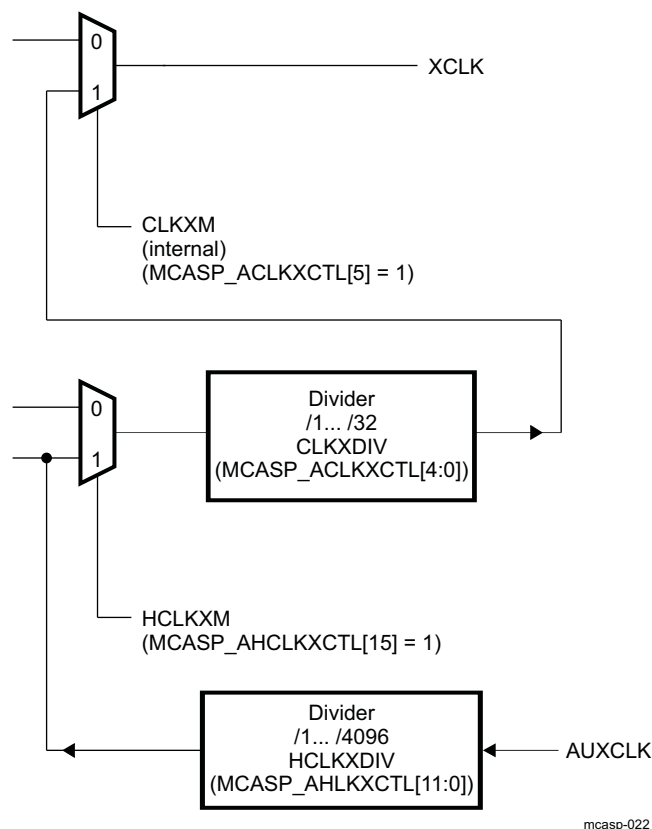 0
XCLK
1
CLKXM
(internal)
(MCASP_ACLKXCTL[5] = 1)
0
1
Divider
/1... /32
CLKXDIV
(MCASP_ACLKXCTL[4:0])
HCLKXM
(MCASP_AHCLKXCTL[15] = 1)
Divider
/1... /4096
HCLKXDIV
(MCASP_AHLKXCTL[11:0])
AUXCLK
mcasp-022